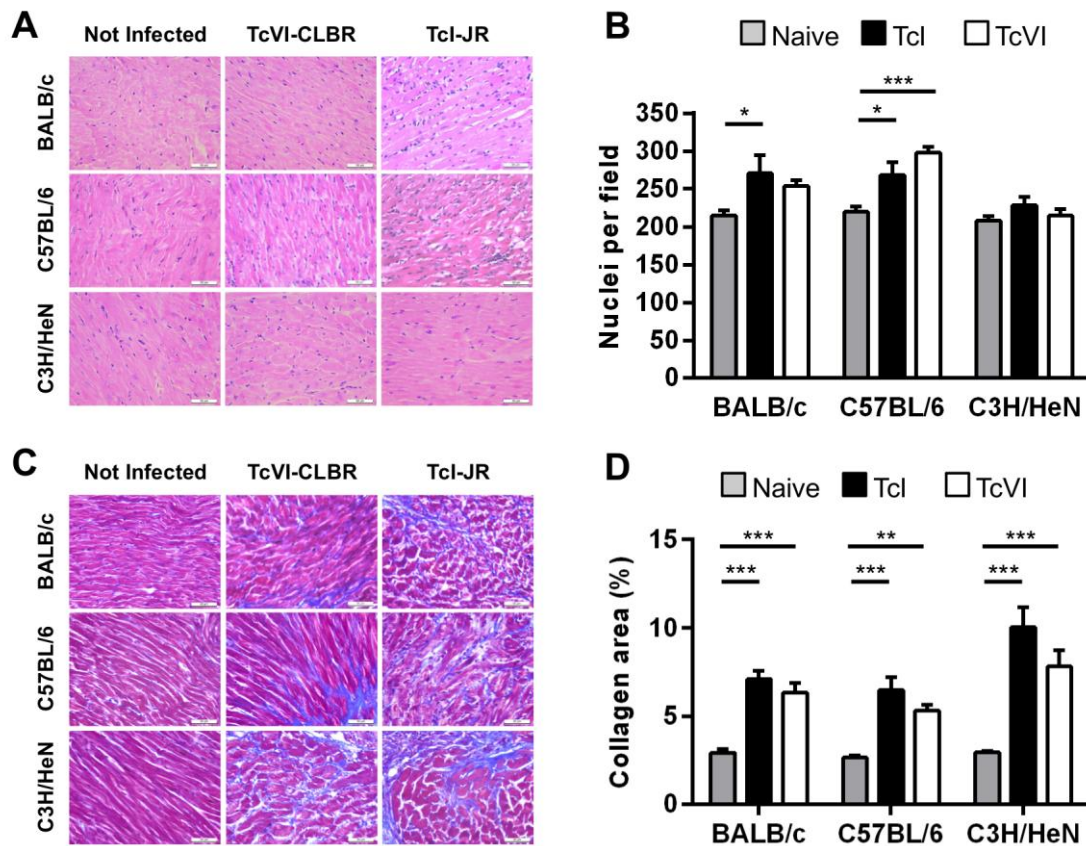 A
Not Infected TcVI-CLBR TcI-JR
BALB/c
C57BL/6
C3H/HeN
B
Naive TcI TcVI
Nuclei per field
350
300
250
200
150
100
50
0
* * ***
BALB/c C57BL/6 C3H/HeN
C
Not Infected TcVI-CLBR TcI-JR
BALB/c
C57BL/6
C3H/HeN
D
Naive TcI TcVI
Collagen area (%)
15
10
5
0
*** ** ***
*** *** ***
BALB/c C57BL/6 C3H/HeN